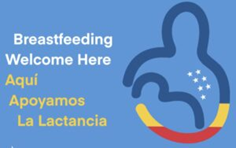 Breastfeeding
Welcome Here
Aquí
Apoyamos
La Lactancia